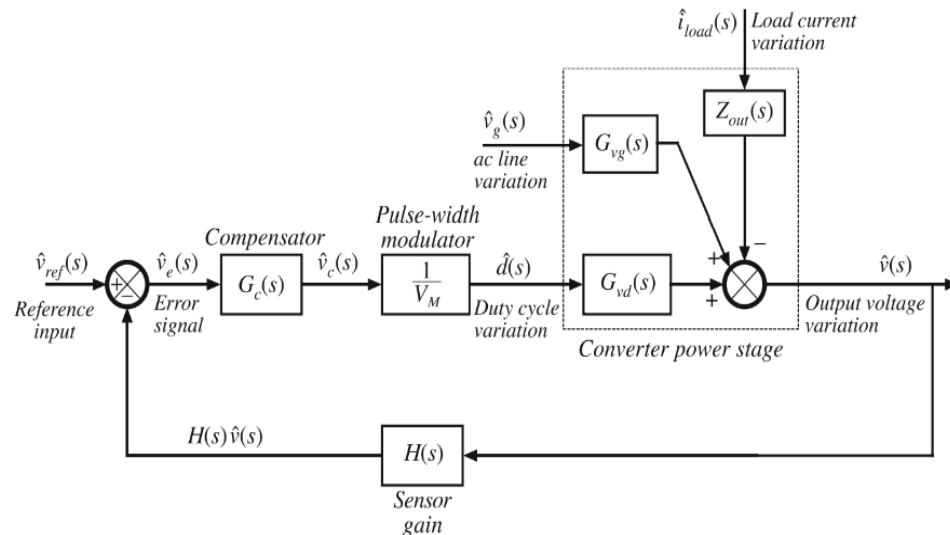 î_load(s)
Load current
variation
Z_out(s)
v̂_g(s)
ac line
variation
G_vg(s)
−
+
+
v̂_ref(s)
Reference
input
+
−
v̂_e(s)
Error
signal
Compensator
G_c(s)
v̂_c(s)
Pulse-width
modulator
1
V_M
d̂(s)
Duty cycle
variation
G_vd(s)
v̂(s)
Output voltage
variation
Converter power stage
H(s) v̂(s)
H(s)
Sensor
gain